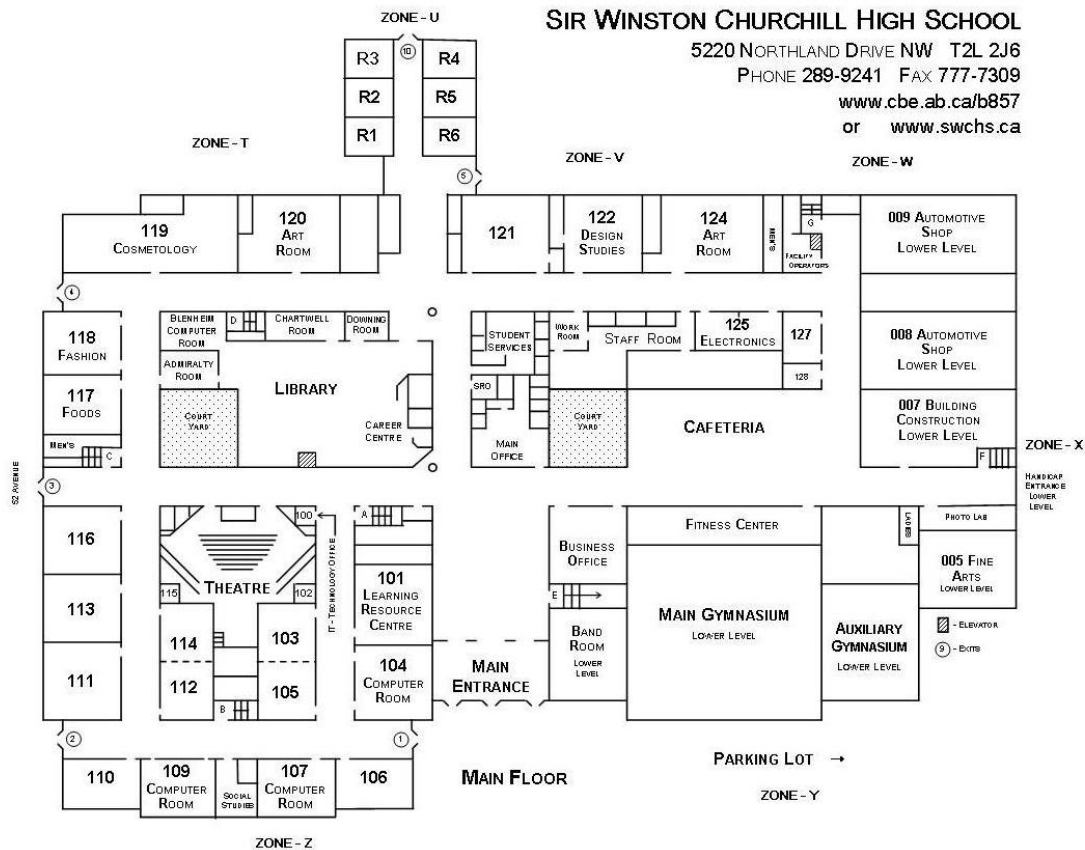 SIR WINSTON CHURCHILL HIGH SCHOOL
5220 NORTHLAND DRIVE NW T2L 2J6
PHONE 289-9241 FAX 777-7309
www.cbe.ab.ca/b857
or www.swchs.ca
ZONE - U
10
R3
R4
R2
R5
R1
R6
ZONE - T
ZONE - V
ZONE - W
5
119
COSMETOLOGY
120
ART
ROOM
121
122
DESIGN
STUDIES
124
ART
ROOM
MEN'S
G
FACILITY
OPERATORS
009 AUTOMOTIVE
SHOP
LOWER LEVEL
4
118
FASHION
BLENHEIM
COMPUTER
ROOM
D
CHARTWELL
ROOM
DOWNING
ROOM
STUDENT
SERVICES
WORK
ROOM
STAFF ROOM
125
ELECTRONICS
127
008 AUTOMOTIVE
SHOP
LOWER LEVEL
ADMIRALTY
ROOM
LIBRARY
SRO
128
117
FOODS
COURT
YARD
CAREER
CENTRE
MAIN
OFFICE
COURT
YARD
CAFETERIA
007 BUILDING
CONSTRUCTION
LOWER LEVEL
MEN'S
C
F
ZONE - X
HANDICAP
ENTRANCE
LOWER
LEVEL
52 AVENUE
3
116
100
A
IT - TECHNOLOGY OFFICE
THEATRE
115
102
101
LEARNING
RESOURCE
CENTRE
BUSINESS
OFFICE
FITNESS CENTER
LADIES
PHOTO LAB
005 FINE
ARTS
LOWER LEVEL
113
E
114
103
BAND
ROOM
LOWER
LEVEL
MAIN GYMNASIUM
LOWER LEVEL
AUXILIARY
GYMNASIUM
LOWER LEVEL
- ELEVATOR
9 - EXITS
111
112
105
B
104
COMPUTER
ROOM
MAIN
ENTRANCE
2
1
110
109
COMPUTER
ROOM
SOCIAL
STUDIES
107
COMPUTER
ROOM
106
MAIN FLOOR
PARKING LOT →
ZONE - Y
ZONE - Z